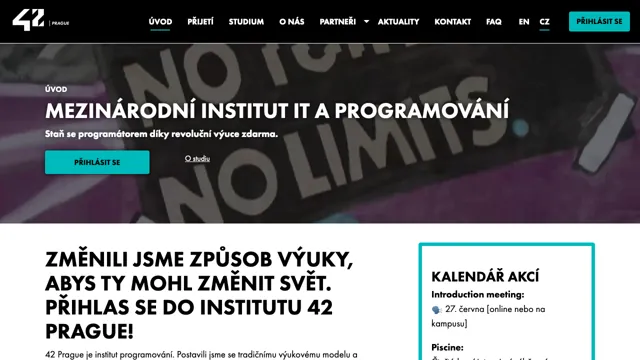 42 PRAGUE
ÚVOD PŘIJETÍ STUDIUM O NÁS PARTNEŘI AKTUALITY KONTAKT FAQ EN CZ PŘIHLÁSIT SE
NO TUTORS.
NO LIMITS.
ÚVOD
MEZINÁRODNÍ INSTITUT IT A PROGRAMOVÁNÍ
Staň se programátorem díky revoluční výuce zdarma.
PŘIHLÁSIT SE O studiu
ZMĚNILI JSME ZPŮSOB VÝUKY,
ABYS TY MOHL ZMĚNIT SVĚT.
PŘIHLAS SE DO INSTITUTU 42
PRAGUE!
42 Prague je institut programování. Postavili jsme se tradičnímu výukovému modelu a
KALENDÁŘ AKCÍ
Introduction meeting:
27. června [online nebo na
kampusu]
Piscine: